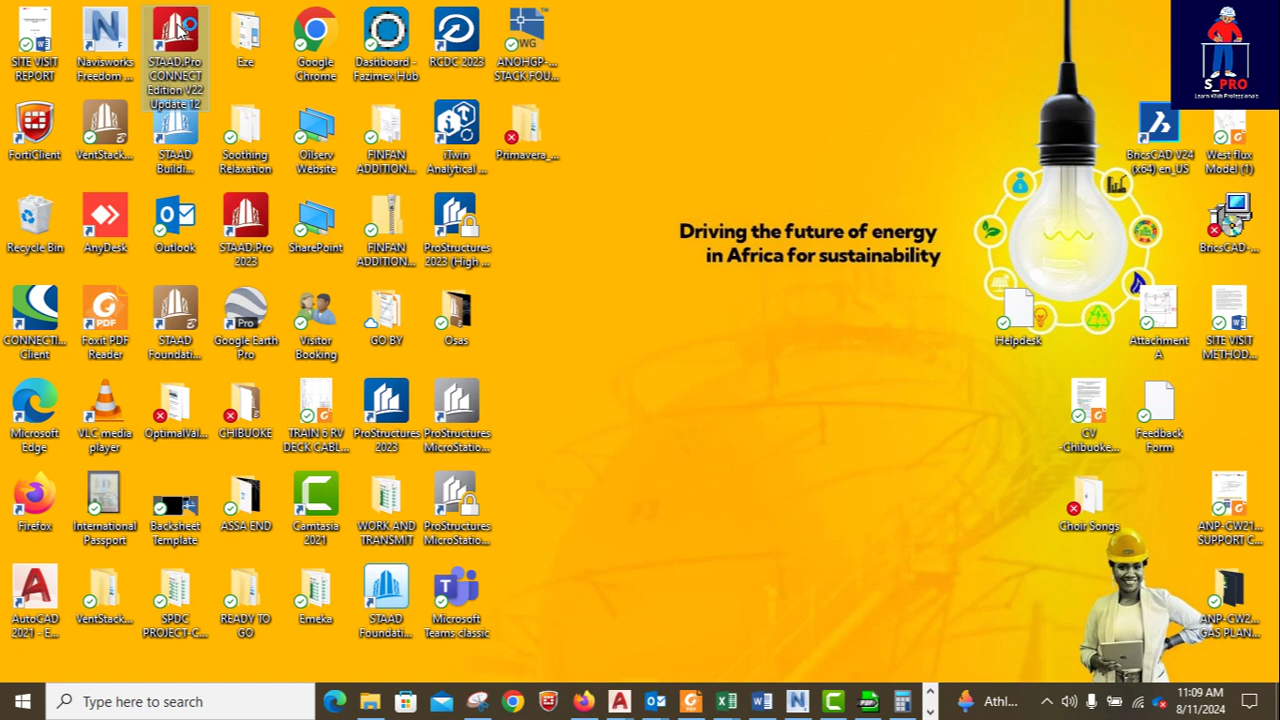 SITE VISIT
REPORT
Navisworks
Freedom ...
STAAD.Pro
CONNECT
Edition V22
Update 12
Eze
Google
Chrome
Dashboard -
Fazimex Hub
RCDC 2023
ANOHGP-...
STACK FOU...
FortiClient
VentStack...
STAAD
Buildi...
Soothing
Relaxation
Oilserv
Website
FINFAN
ADDITION...
iTwin
Analytical ...
Primavera_...
Recycle Bin
AnyDesk
Outlook
STAAD.Pro
2023
SharePoint
FINFAN
ADDITION...
ProStructures
2023 (High ...
CONNECTI...
Client
Foxit PDF
Reader
STAAD
Foundati...
Google Earth
Pro
Visitor
Booking
GO BY
Osas
Microsoft
Edge
VLC media
player
OptimalVal...
CHIBUOKE
TRAIN 6 RV
DECK CABL...
ProStructures
2023
ProStructures
MicroStatio...
Firefox
International
Passport
Backsheet
Template
ASSA END
Camtasia
2021
WORK AND
TRANSMIT
ProStructures
MicroStatio...
AutoCAD
2021 - E...
VentStack...
SPDC
PROJECT-C...
READY TO
GO
Emeka
STAAD
Foundati...
Microsoft
Teams classic
Driving the future of energy
in Africa for sustainability
S_PRO
Learn With Professionals
BricsCAD V24
(x64) en_US
West flux
Model (1)
BricsCAD-...
Helpdesk
Attachment
A
SITE VISIT
METHOD...
CV
-Chibuoke...
Feedback
Form
Choir Songs
ANP-CW21...
SUPPORT C...
ANP-CW2...
GAS PLAN...
Type here to search
Athl...
11:09 AM
8/11/2024